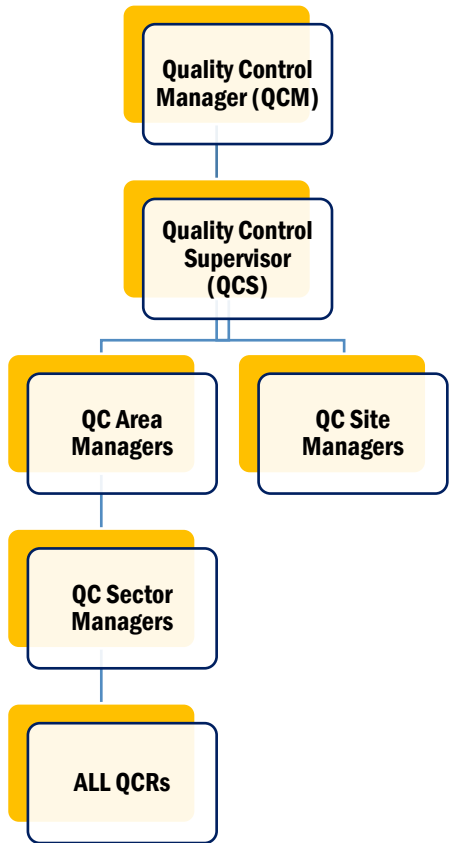 Quality Control
Manager (QCM)
Quality Control
Supervisor
(QCS)
QC Area
Managers
QC Site
Managers
QC Sector
Managers
ALL QCRs